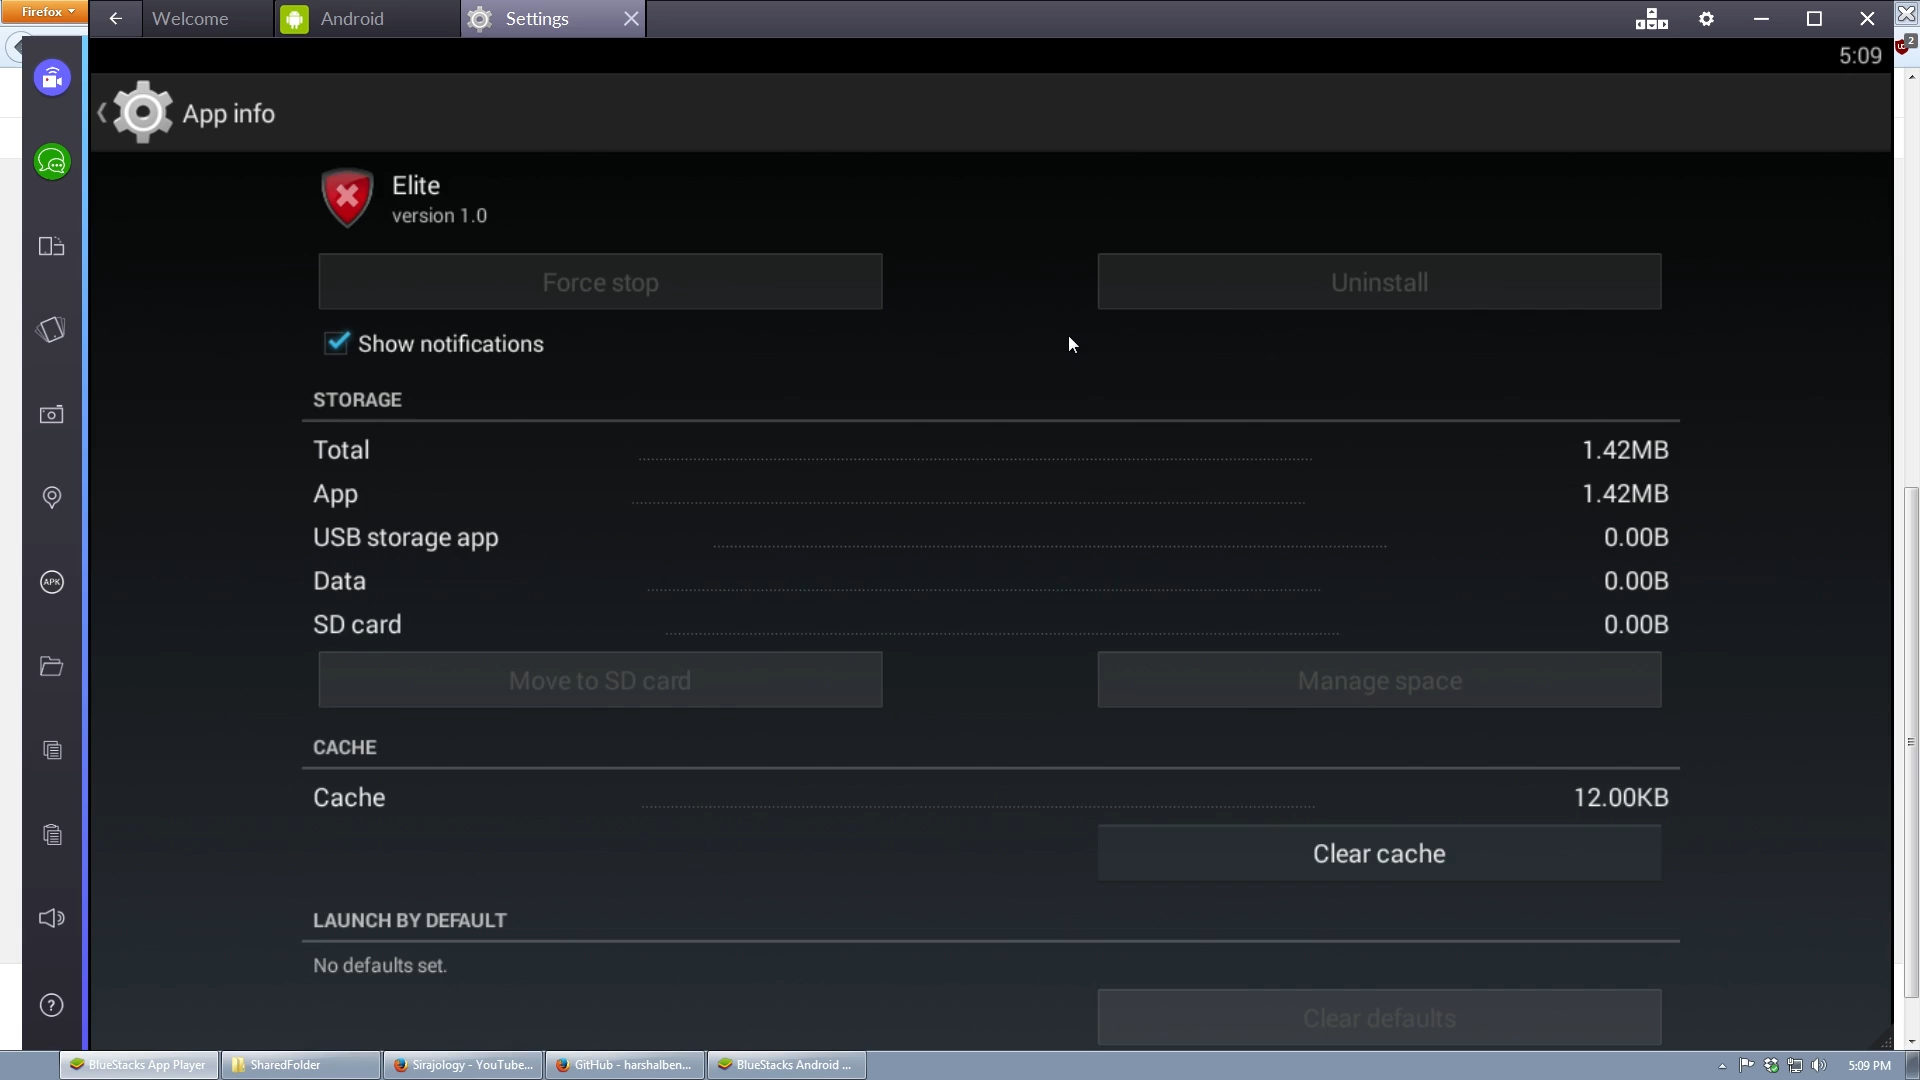 Firefox
Welcome
Android
Settings
2
5:09
App info
Elite
version 1.0
Force stop
Uninstall
Show notifications
STORAGE
Total 1.42MB
App 1.42MB
USB storage app 0.00B
Data 0.00B
SD card 0.00B
Move to SD card
Manage space
CACHE
Cache 12.00KB
Clear cache
LAUNCH BY DEFAULT
No defaults set.
Clear defaults
APK
BlueStacks App Player
SharedFolder
Sirajology - YouTube...
GitHub - harshalben...
BlueStacks Android ...
5:09 PM